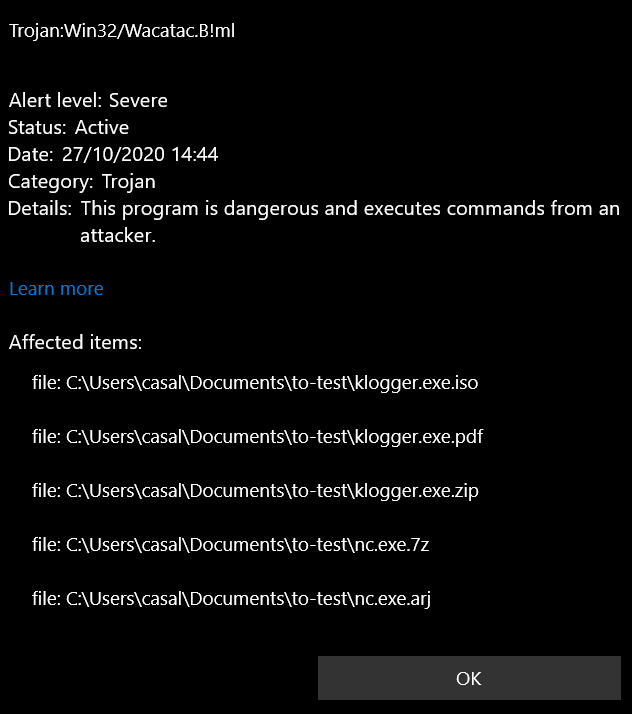 Trojan:Win32/Wacatac.B!ml
Alert level: Severe
Status: Active
Date: 27/10/2020 14:44
Category: Trojan
Details: This program is dangerous and executes commands from an
attacker.
Learn more
Affected items:
file: C:\Users\casal\Documents\to-test\klogger.exe.iso
file: C:\Users\casal\Documents\to-test\klogger.exe.pdf
file: C:\Users\casal\Documents\to-test\klogger.exe.zip
file: C:\Users\casal\Documents\to-test\nc.exe.7z
file: C:\Users\casal\Documents\to-test\nc.exe.arj
OK